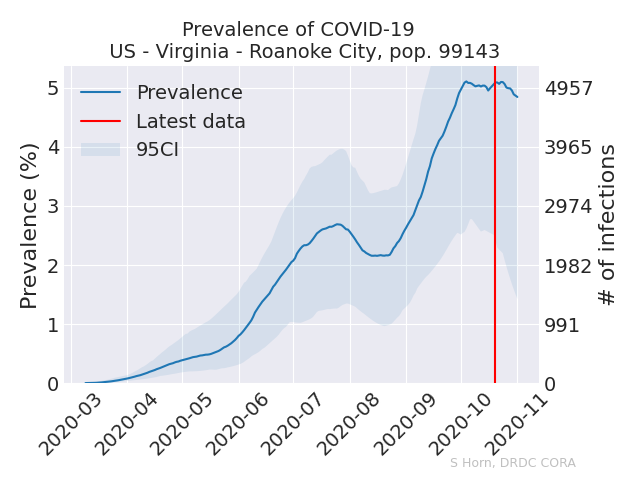 Prevalence of COVID-19
US - Virginia - Roanoke City, pop. 99143
Prevalence
Latest data
95CI
Prevalence (%)
5
4
3
2
1
0
4957
3965
2974
1982
991
0
# of infections
2020-03
2020-04
2020-05
2020-06
2020-07
2020-08
2020-09
2020-10
2020-11
S Horn, DRDC CORA